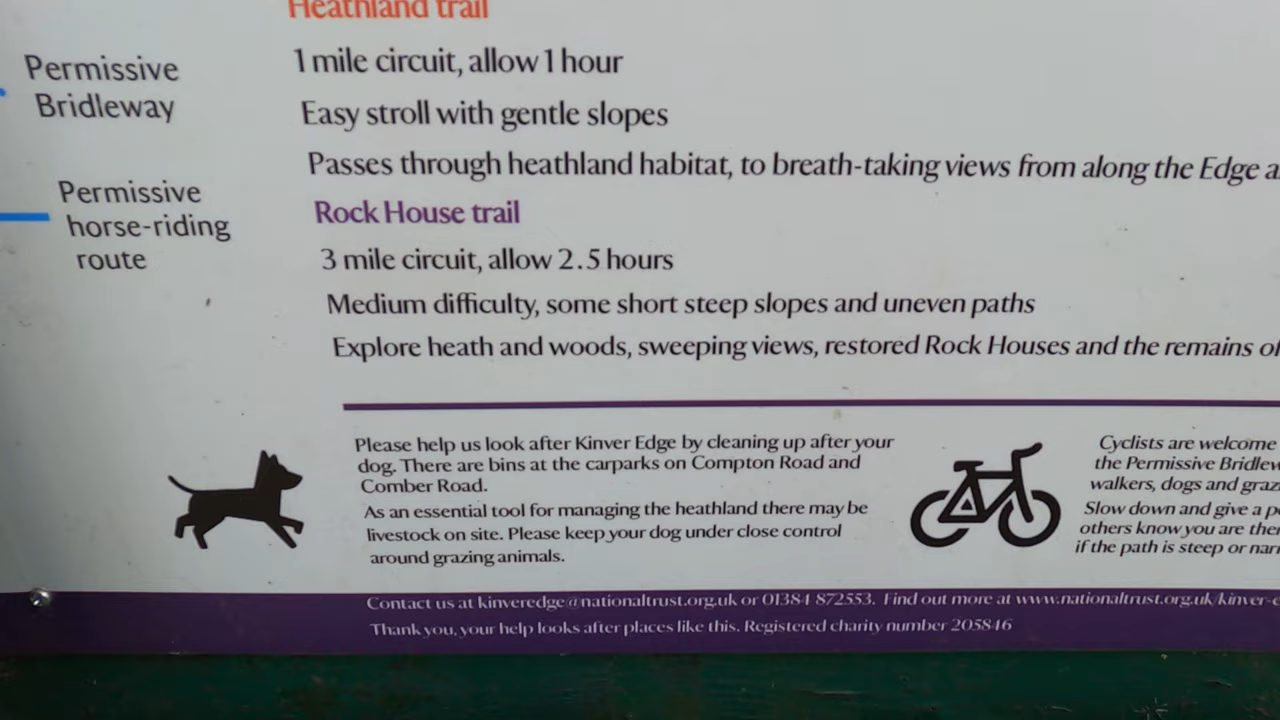 Heathland trail
1 mile circuit, allow 1 hour
Easy stroll with gentle slopes
Passes through heathland habitat, to breath-taking views from along the Edge
Rock House trail
3 mile circuit, allow 2.5 hours
Medium difficulty, some short steep slopes and uneven paths
Explore heath and woods, sweeping views, restored Rock Houses and the remains of
Permissive
Bridleway
Permissive
horse-riding
route
Please help us look after Kinver Edge by cleaning up after your
dog. There are bins at the carparks on Compton Road and
Comber Road.
As an essential tool for managing the heathland there may be
livestock on site. Please keep your dog under close control
around grazing animals.
Cyclists are welcome
the Permissive
walkers, dogs and
Slow down and give a
others know you are
if the path is steep or
Contact us at kinveredge@nationaltrust.org.uk or 01384 872553. Find out more at www.nationaltrust.org.uk/kinver-
Thank you, your help looks after places like this. Registered charity number 205846